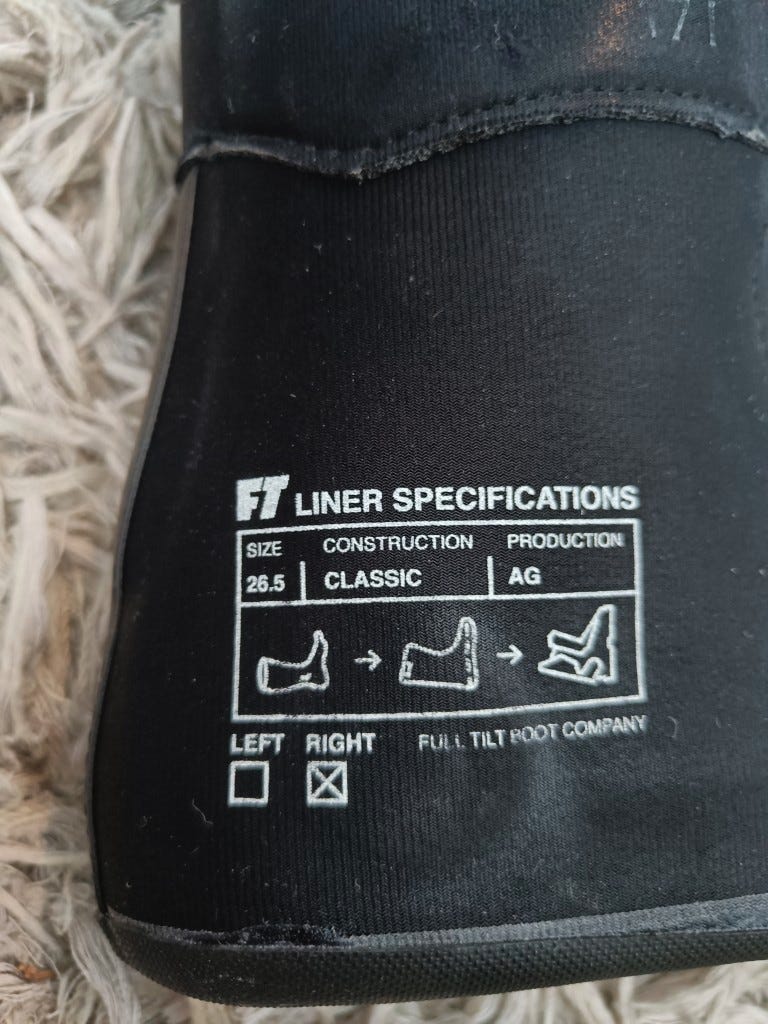 FT LINER SPECIFICATIONS
SIZE CONSTRUCTION PRODUCTION
26.5 CLASSIC AG
LEFT RIGHT FULL TILT BOOT COMPANY